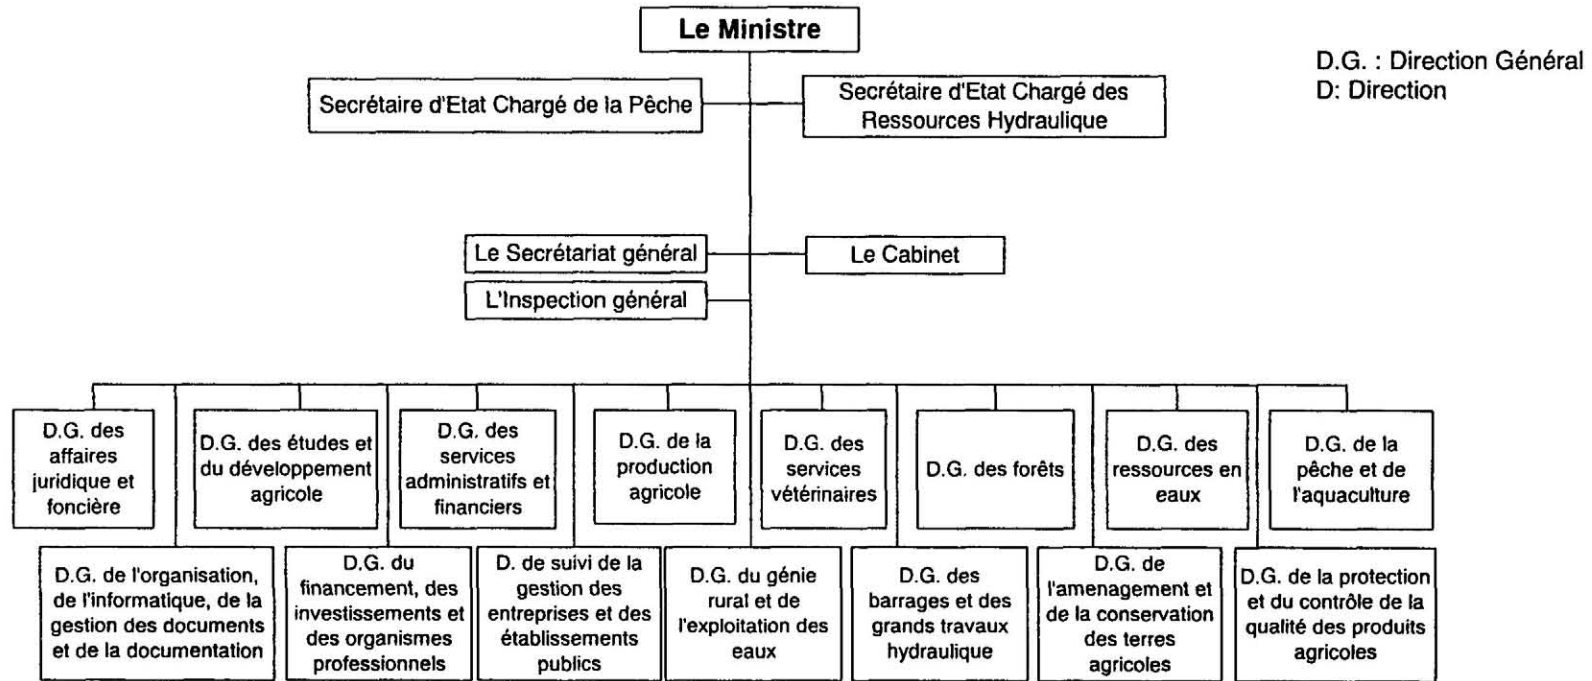 Le Ministre
D.G. : Direction Général
D: Direction
Secrétaire d'Etat Chargé de la Pêche
Secrétaire d'Etat Chargé des
Ressources Hydraulique
Le Secrétariat général
Le Cabinet
L'Inspection général
D.G. des
affaires
juridique et
foncière
D.G. des études et
du développement
agricole
D.G. des
services
administratifs et
financiers
D.G. de la
production
agricole
D.G. des
services
vétérinaires
D.G. des forêts
D.G. des
ressources en
eaux
D.G. de la
pêche et de
l'aquaculture
D.G. de l'organisation,
de l'informatique, de la
gestion des documents
et de la documentation
D.G. du
financement, des
investissements et
des organismes
professionnels
D. de suivi de la
gestion des
entreprises et des
établissements
publics
D.G. du génie
rural et de
l'exploitation des
eaux
D.G. des
barrages et des
grands travaux
hydraulique
D.G. de
l'amenagement et
de la conservation
des terres
agricoles
D.G. de la protection
et du contrôle de la
qualité des produits
agricoles